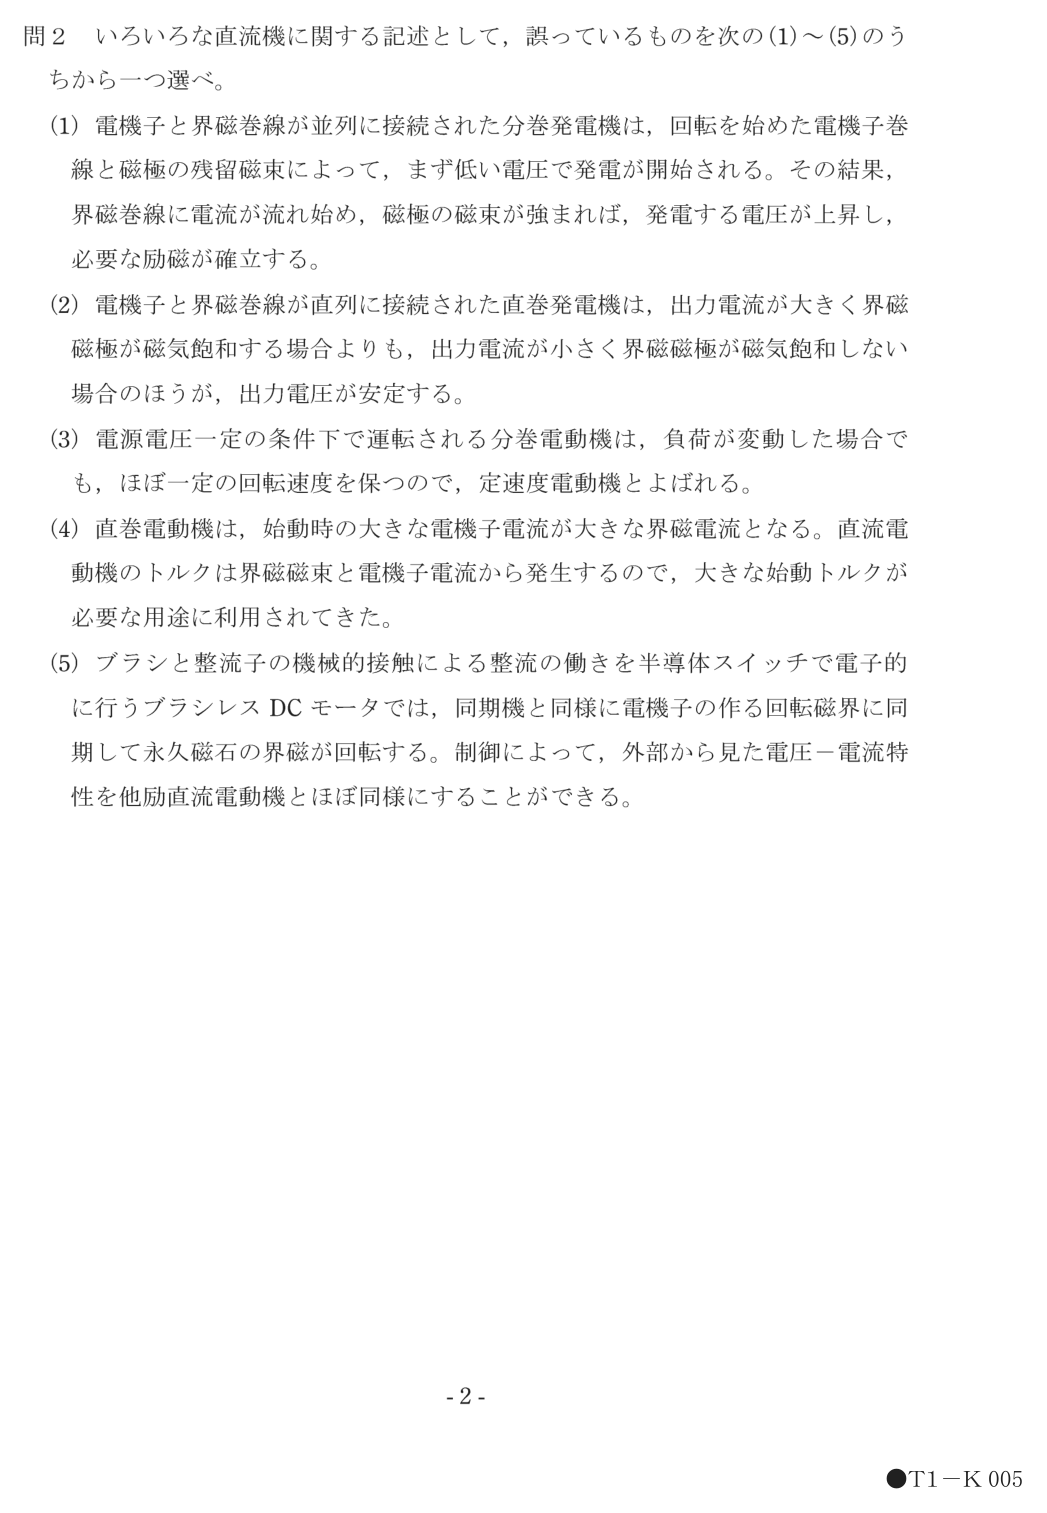 問２　いろいろな直流機に関する記述として，誤っているものを次の(1)～(5)のう
ちから一つ選べ。
(1) 電機子と界磁巻線が並列に接続された分巻発電機は，回転を始めた電機子巻
線と磁極の残留磁束によって，まず低い電圧で発電が開始される。その結果，
界磁巻線に電流が流れ始め，磁極の磁束が強まれば，発電する電圧が上昇し，
必要な励磁が確立する。
(2) 電機子と界磁巻線が直列に接続された直巻発電機は，出力電流が大きく界磁
磁極が磁気飽和する場合よりも，出力電流が小さく界磁磁極が磁気飽和しない
場合のほうが，出力電圧が安定する。
(3) 電源電圧一定の条件下で運転される分巻電動機は，負荷が変動した場合で
も，ほぼ一定の回転速度を保つので，定速度電動機とよばれる。
(4) 直巻電動機は，始動時の大きな電機子電流が大きな界磁電流となる。直流電
動機のトルクは界磁磁束と電機子電流から発生するので，大きな始動トルクが
必要な用途に利用されてきた。
(5) ブラシと整流子の機械的接触による整流の働きを半導体スイッチで電子的
に行うブラシレス DC モータでは，同期機と同様に電機子の作る回転磁界に同
期して永久磁石の界磁が回転する。制御によって，外部から見た電圧－電流特
性を他励直流電動機とほぼ同様にすることができる。
- 2 -
●T1－K 005